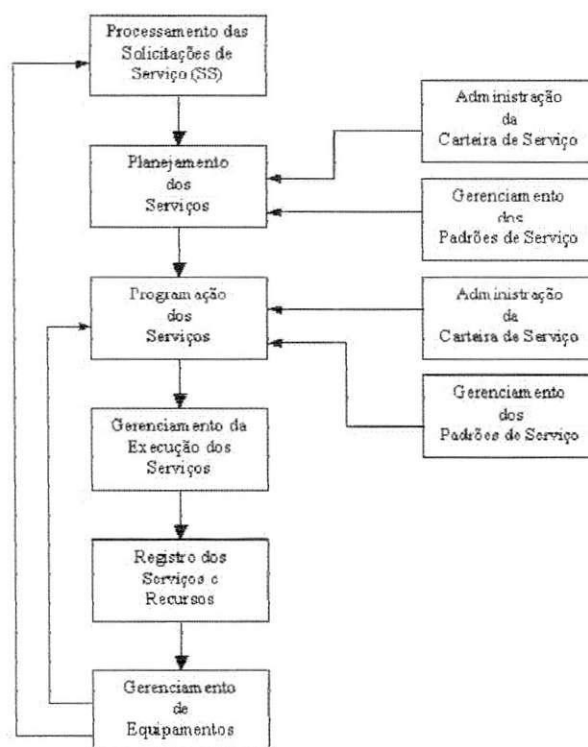 Processamento das
Solicitações de
Serviço (SS)
Planejamento
dos
Serviços
Administração
da
Carteira de Serviço
Gerenciamento
dos
Padrões de Serviço
Programação
dos
Serviços
Administração
da
Carteira de Serviço
Gerenciamento
dos
Padrões de Serviço
Gerenciamento da
Execução dos
Serviços
Registro dos
Serviços e
Recursos
Gerenciamento
de
Equipamentos